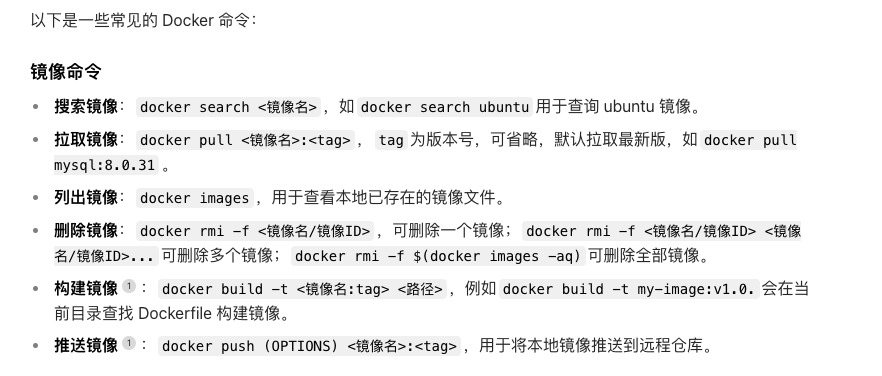 以下是一些常见的 Docker 命令：
镜像命令
• 搜索镜像： docker search <镜像名> ，如 docker search ubuntu 用于查询 ubuntu 镜像。
• 拉取镜像： docker pull <镜像名>:<tag> ， tag 为版本号，可省略，默认拉取最新版，如 docker pull
mysql:8.0.31 。
• 列出镜像： docker images ，用于查看本地已存在的镜像文件。
• 删除镜像： docker rmi -f <镜像名/镜像ID> ，可删除一个镜像； docker rmi -f <镜像名/镜像ID> <镜像
名/镜像ID>... 可删除多个镜像； docker rmi -f $(docker images -aq) 可删除全部镜像。
• 构建镜像 1 ： docker build -t <镜像名:tag> <路径> ，例如 docker build -t my-image:v1.0. 会在当
前目录查找 Dockerfile 构建镜像。
• 推送镜像 1 ： docker push (OPTIONS) <镜像名>:<tag> ，用于将本地镜像推送到远程仓库。